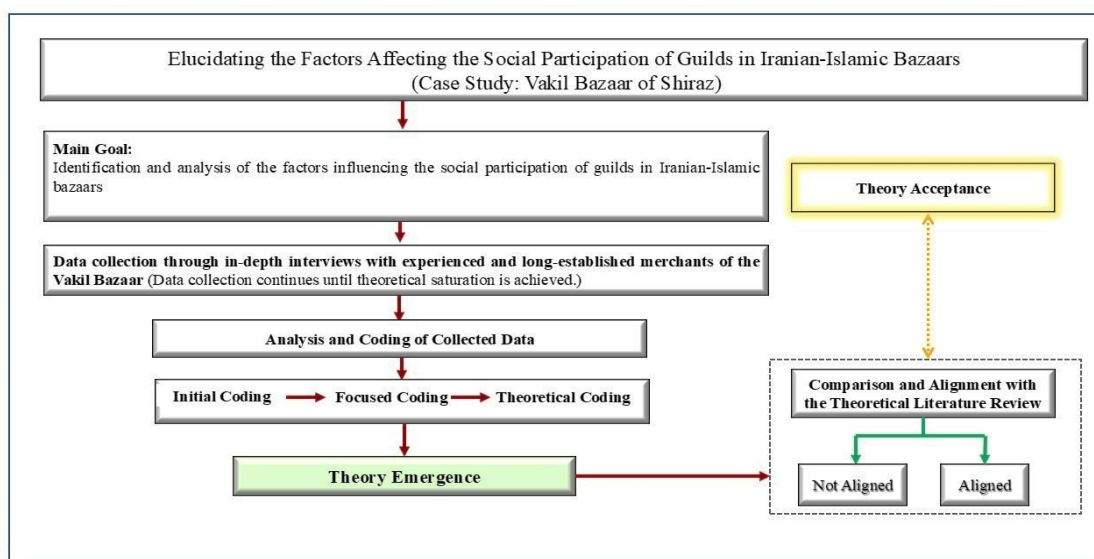 Elucidating the Factors Affecting the Social Participation of Guilds in Iranian-Islamic Bazaars
(Case Study: Vakil Bazaar of Shiraz)
Main Goal:
Identification and analysis of the factors influencing the social participation of guilds in Iranian-Islamic
bazaars
Data collection through in-depth interviews with experienced and long-established merchants of the
Vakil Bazaar (Data collection continues until theoretical saturation is achieved.)
Analysis and Coding of Collected Data
Initial Coding Focused Coding Theoretical Coding
Theory Emergence
Theory Acceptance
Comparison and Alignment with
the Theoretical Literature Review
Not Aligned
Aligned